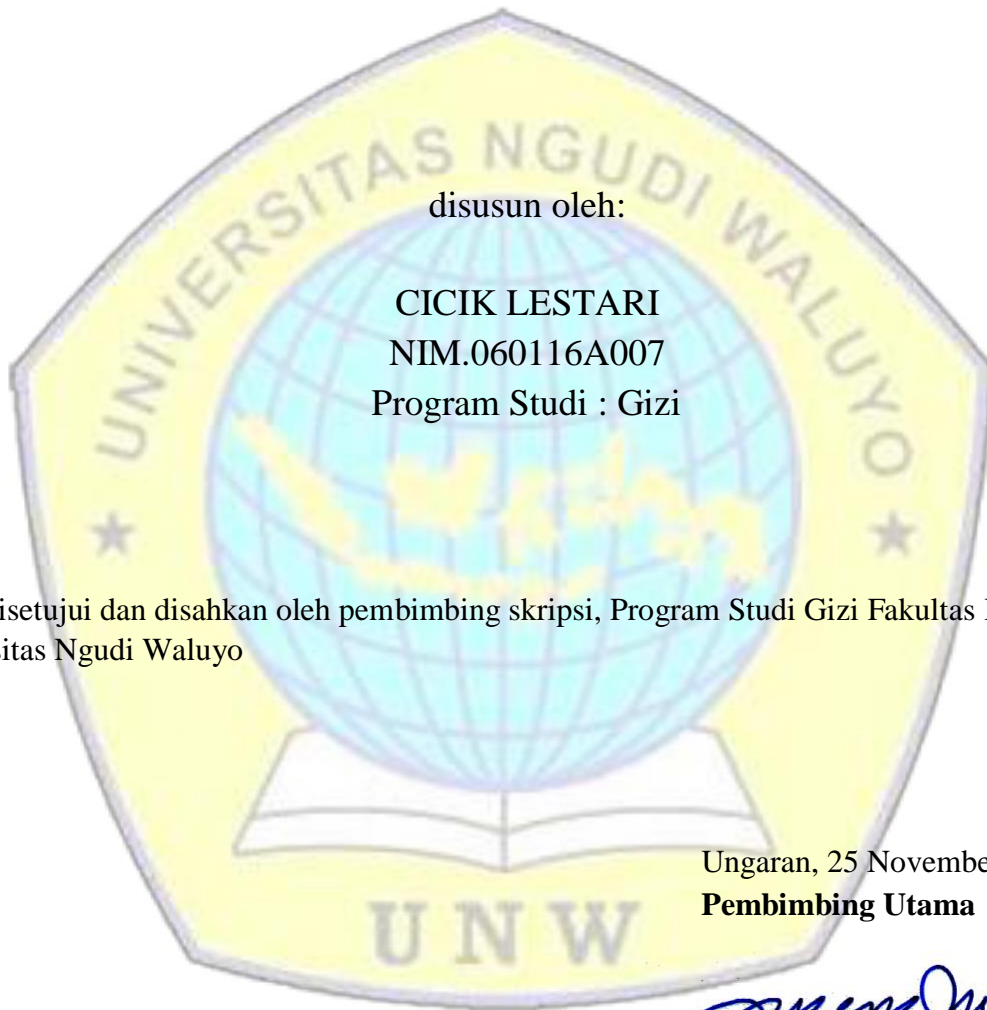 UNIVERSITAS NGUDI WALUYO
disusun oleh:
CICIK LESTARI
NIM.060116A007
Program Studi : Gizi
isetujui dan disahkan oleh pembimbing skripsi, Program Studi Gizi Fakultas
sitas Ngudi Waluyo
Ungaran, 25 Novembe
Pembimbing Utama
UNW